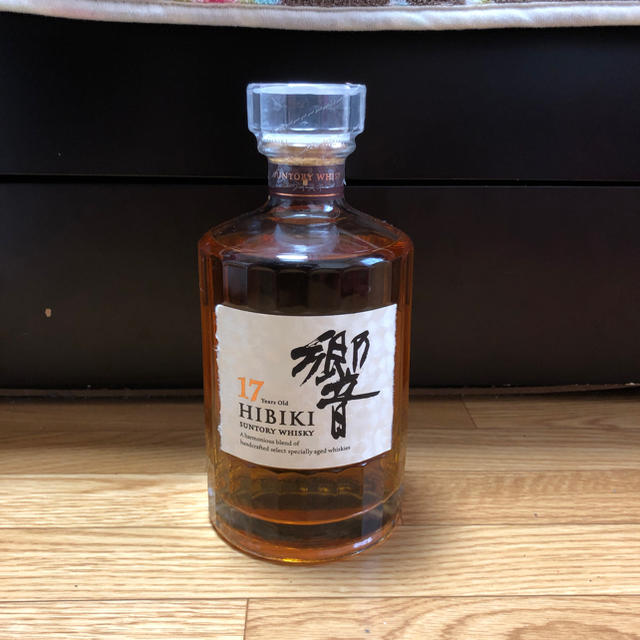 SUNTORY WHIS
響
17 Years Old
HIBIKI
SUNTORY WHISKY
A harmonious blend of
handcrafted select specially aged whiskies